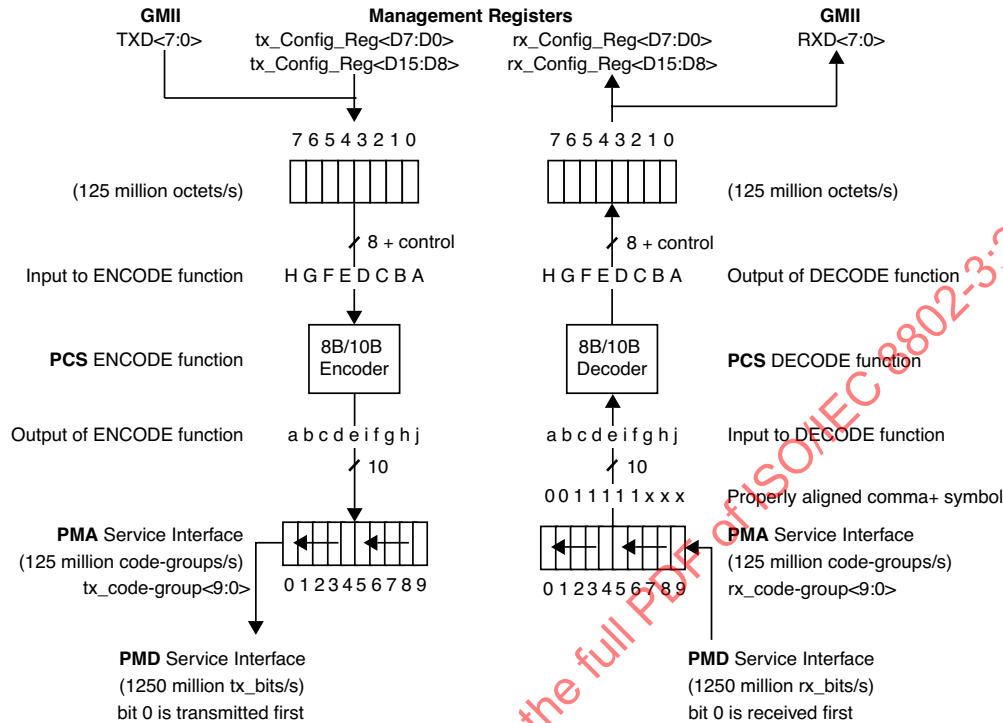 GMII
Management Registers
GMII
TXD<7:0>
tx_Config_Reg<D7:D0>
rx_Config_Reg<D7:D0>
RXD<7:0>
tx_Config_Reg<D15:D8>
rx_Config_Reg<D15:D8>
7 6 5 4 3 2 1 0
7 6 5 4 3 2 1 0
(125 million octets/s)
(125 million octets/s)
8 + control
8 + control
Input to ENCODE function
H G F E D C B A
H G F E D C B A
Output of DECODE function
PCS ENCODE function
8B/10B
Encoder
8B/10B
Decoder
PCS DECODE function
Output of ENCODE function
a b c d e i f g h j
a b c d e i f g h j
Input to DECODE function
10
10
0 0 1 1 1 1 1 x x x
Properly aligned comma+ symbol
PMA Service Interface
(125 million code-groups/s)
tx_code-group<9:0>
0 1 2 3 4 5 6 7 8 9
0 1 2 3 4 5 6 7 8 9
PMA Service Interface
(125 million code-groups/s)
rx_code-group<9:0>
PMD Service Interface
(1250 million tx_bits/s)
bit 0 is transmitted first
PMD Service Interface
(1250 million rx_bits/s)
bit 0 is received first
the full PDF of ISO/IEC 8802-3: